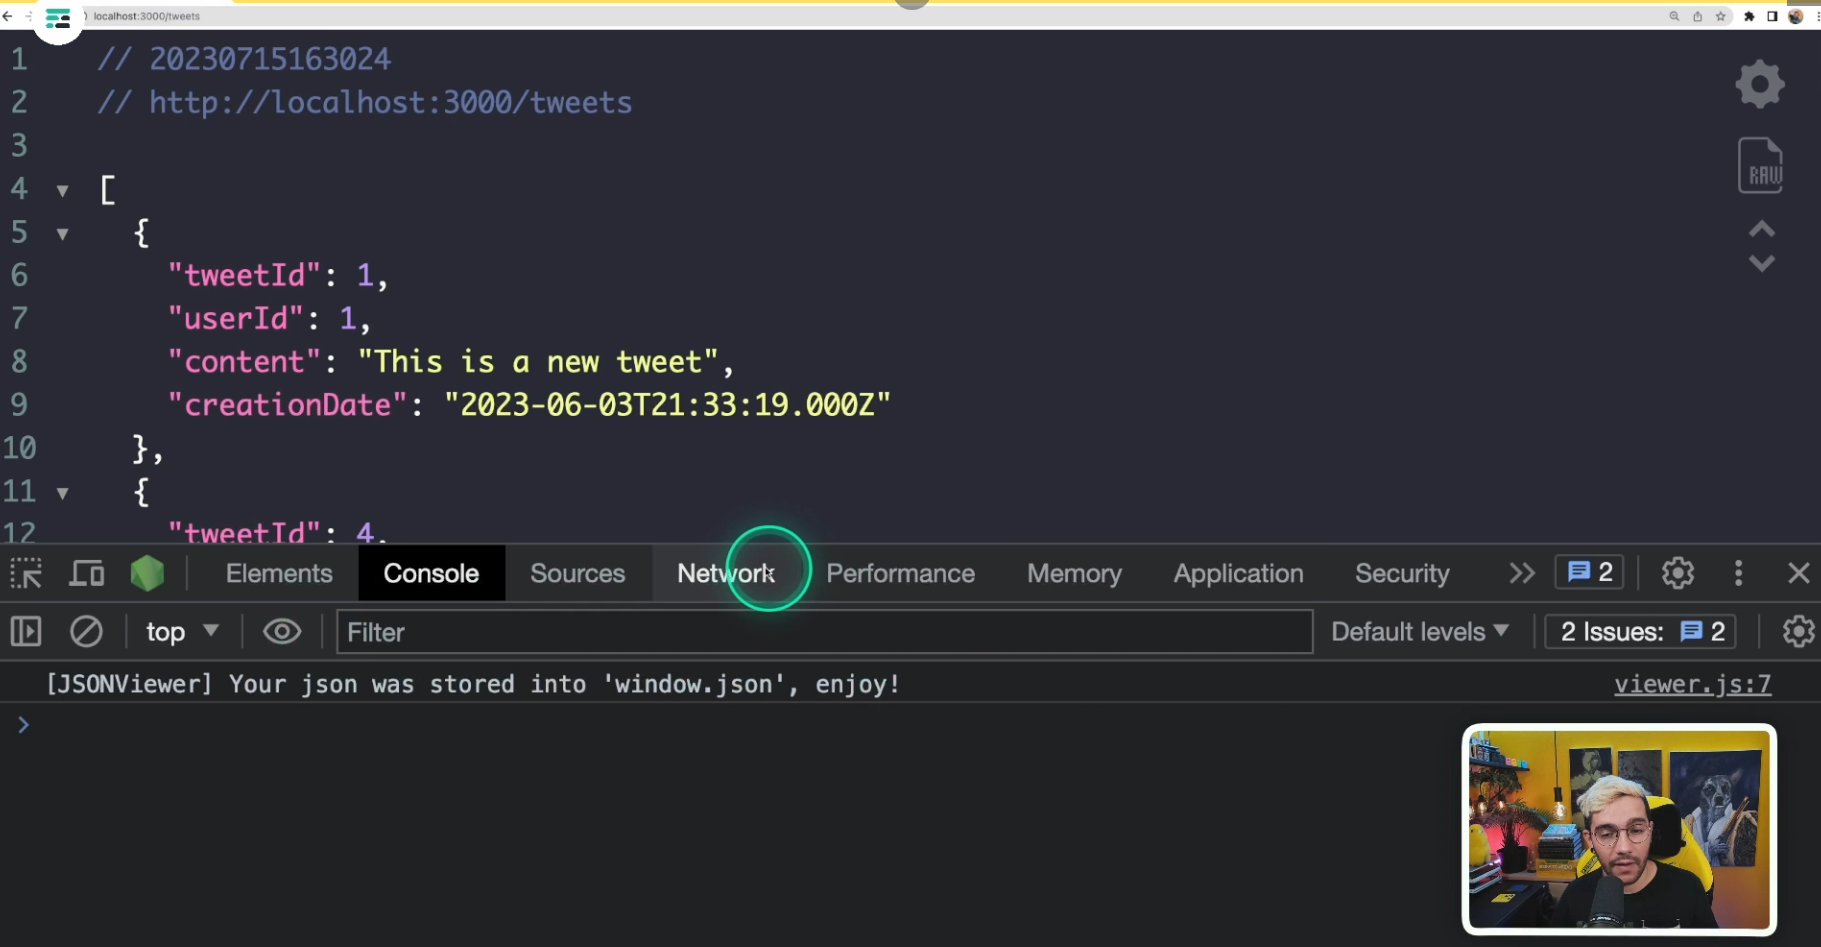 localhost:3000/tweets
1 // 20230715163024
2 // http://localhost:3000/tweets
3
4 [
5 {
6 "tweetId": 1,
7 "userId": 1,
8 "content": "This is a new tweet",
9 "creationDate": "2023-06-03T21:33:19.000Z"
10 },
11 {
12 "tweetId": 4,
RAW
Elements Console Sources Network Performance Memory Application Security 2
top Filter Default levels 2 Issues: 2
[JSONViewer] Your json was stored into 'window.json', enjoy! viewer.js:7